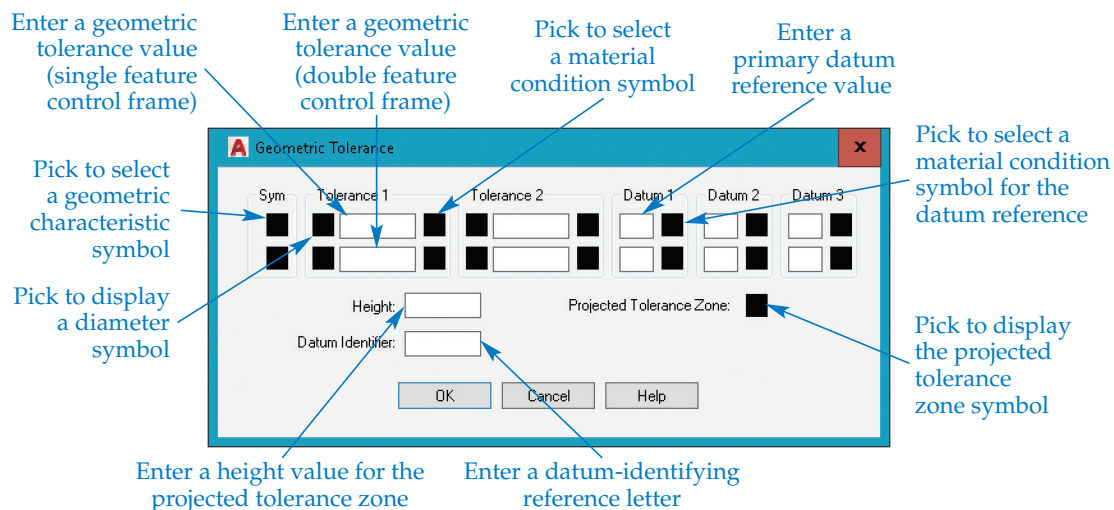 Enter a geometric
tolerance value
(single feature
control frame)
Enter a geometric
tolerance value
(double feature
control frame)
Pick to select
a material
condition symbol
Enter a
primary datum
reference value
Pick to select a
material condition
symbol for the
datum reference
Pick to select
a geometric
characteristic
symbol
Pick to display
a diameter
symbol
A Geometric Tolerance x
Sym Tolerance 1 Tolerance 2 Datum 1 Datum 2 Datum 3
Height: Projected Tolerance Zone:
Datum Identifier:
OK Cancel Help
Pick to display
the projected
tolerance
zone symbol
Enter a height value for the
projected tolerance zone
Enter a datum-identifying
reference letter